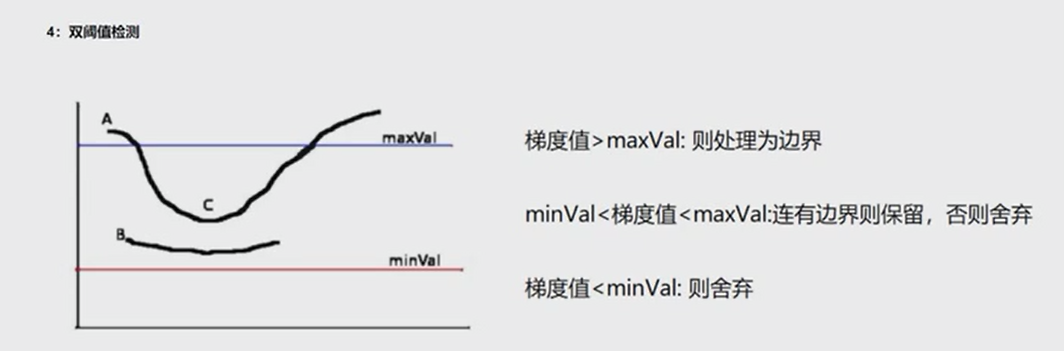 4：双阈值检测
A
maxVal
梯度值>maxVal: 则处理为边界
C
minVal<梯度值<maxVal:连有边界则保留，否则舍弃
B
minVal
梯度值<minVal: 则舍弃